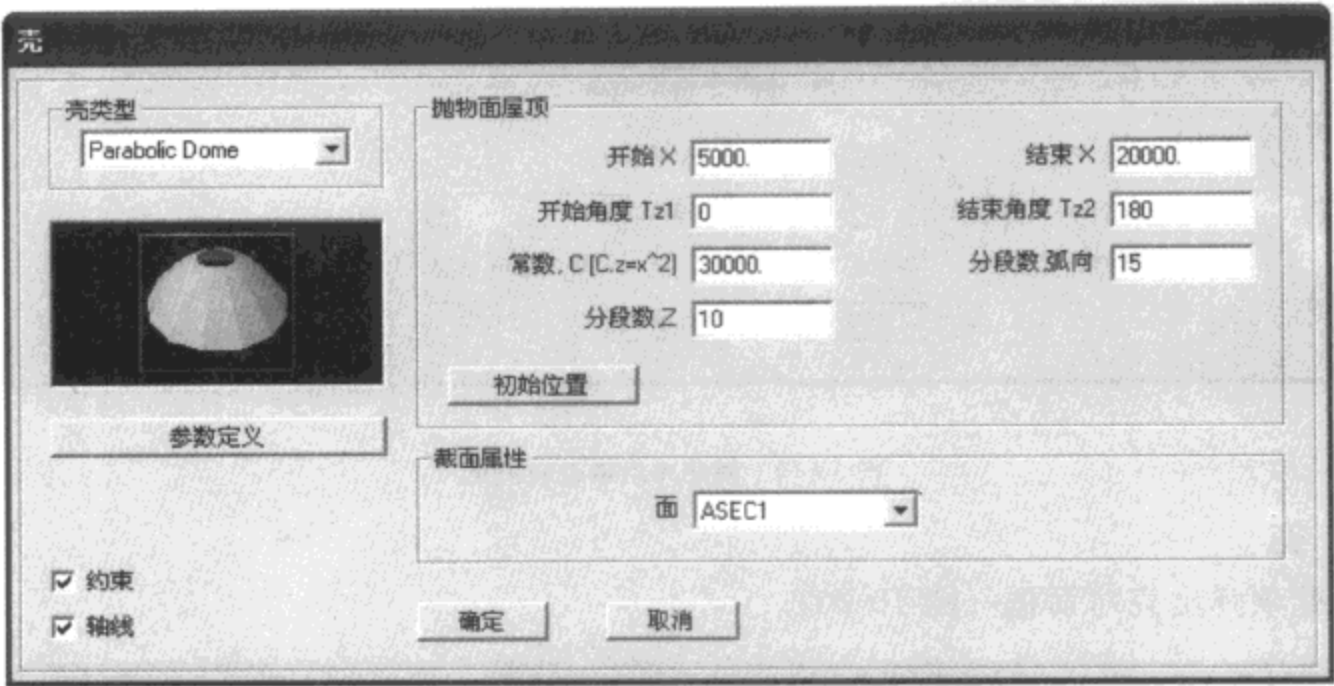 壳
壳类型
Parabolic Dome
参数定义
约束
轴线
抛物面屋顶
开始 X 5000. 结束 X 20000.
开始角度 Tz1 0 结束角度 Tz2 180
常数, C [C.z=x^2] 30000. 分段数,弧向 15
分段数,Z 10
初始位置
截面属性
面 ASEC1
确定 取消